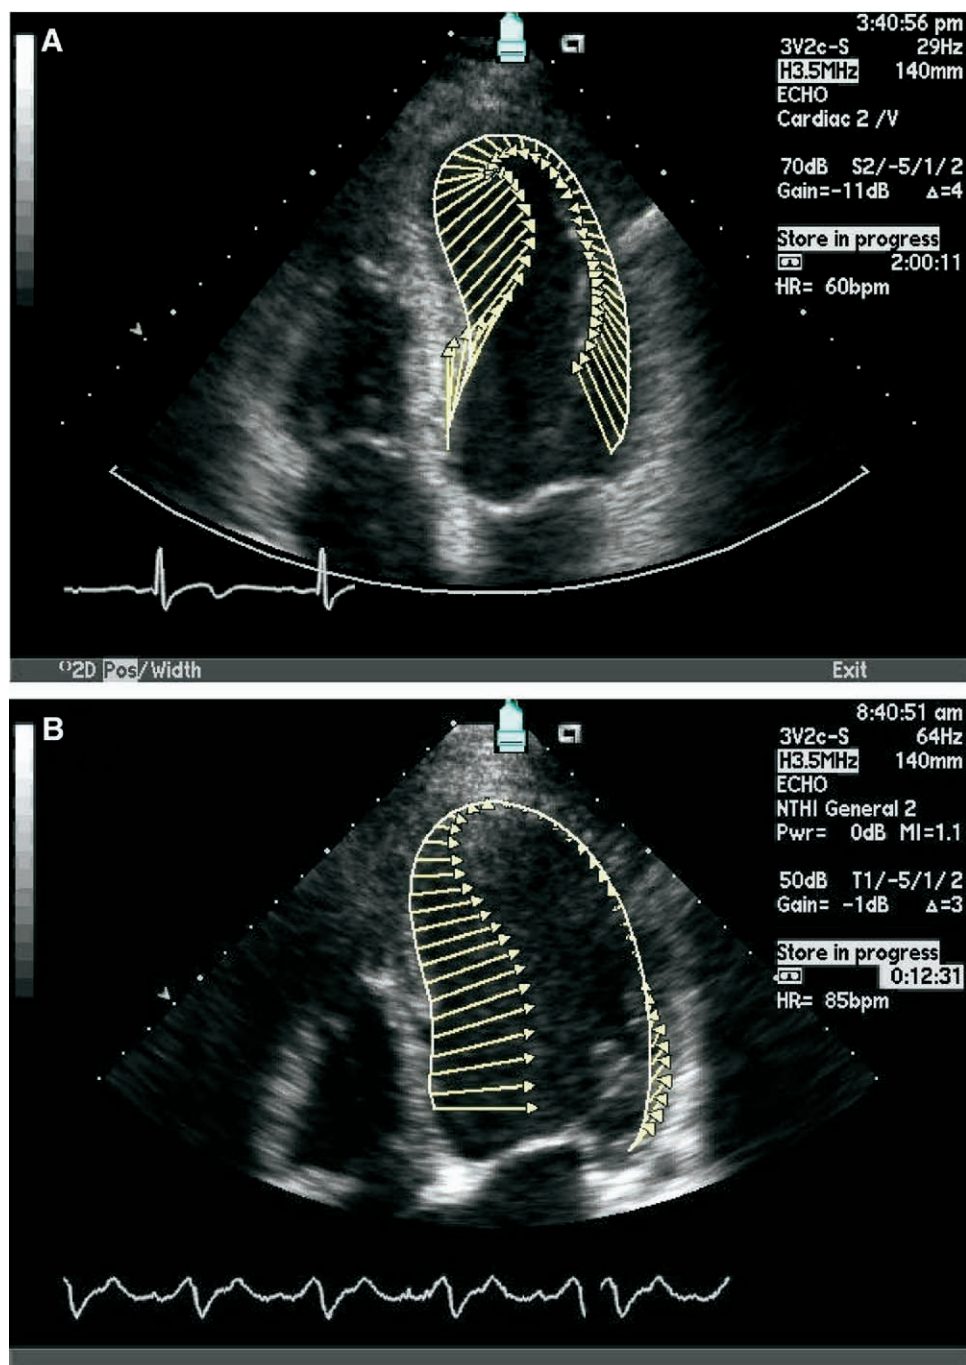 A
3:40:56 pm
3V2c-S 29Hz
H3.5MHz 140mm
ECHO
Cardiac 2 /V
70dB S2/-5/1/2
Gain=-11dB Δ=4
Store in progress
2:00:11
HR= 60bpm
2D Pos/Width Exit
B
8:40:51 am
3V2c-S 64Hz
H3.5MHz 140mm
ECHO
NTHI General 2
Pwr= 0dB MI=1.1
50dB T1/-5/1/2
Gain= -1dB Δ=3
Store in progress
0:12:31
HR= 85bpm